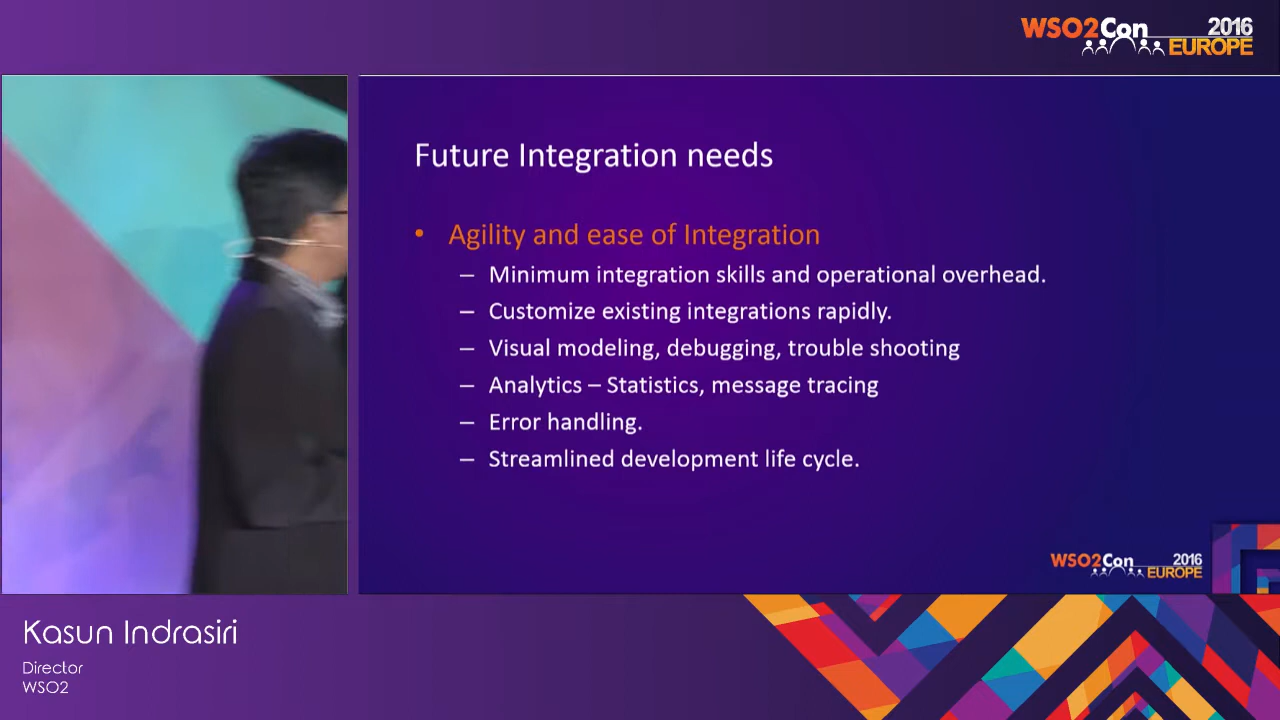 WSO2Con 2016
EUROPE
Future Integration needs
• Agility and ease of Integration
– Minimum integration skills and operational overhead.
– Customize existing integrations rapidly.
– Visual modeling, debugging, trouble shooting
– Analytics – Statistics, message tracing
– Error handling.
– Streamlined development life cycle.
WSO2Con 2016
EUROPE
Kasun Indrasiri
Director
WSO2